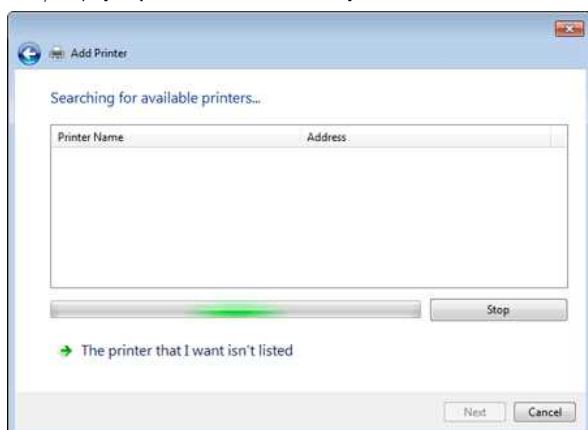 Add Printer
Searching for available printers...
Printer Name Address
Stop
The printer that I want isn't listed
Next Cancel